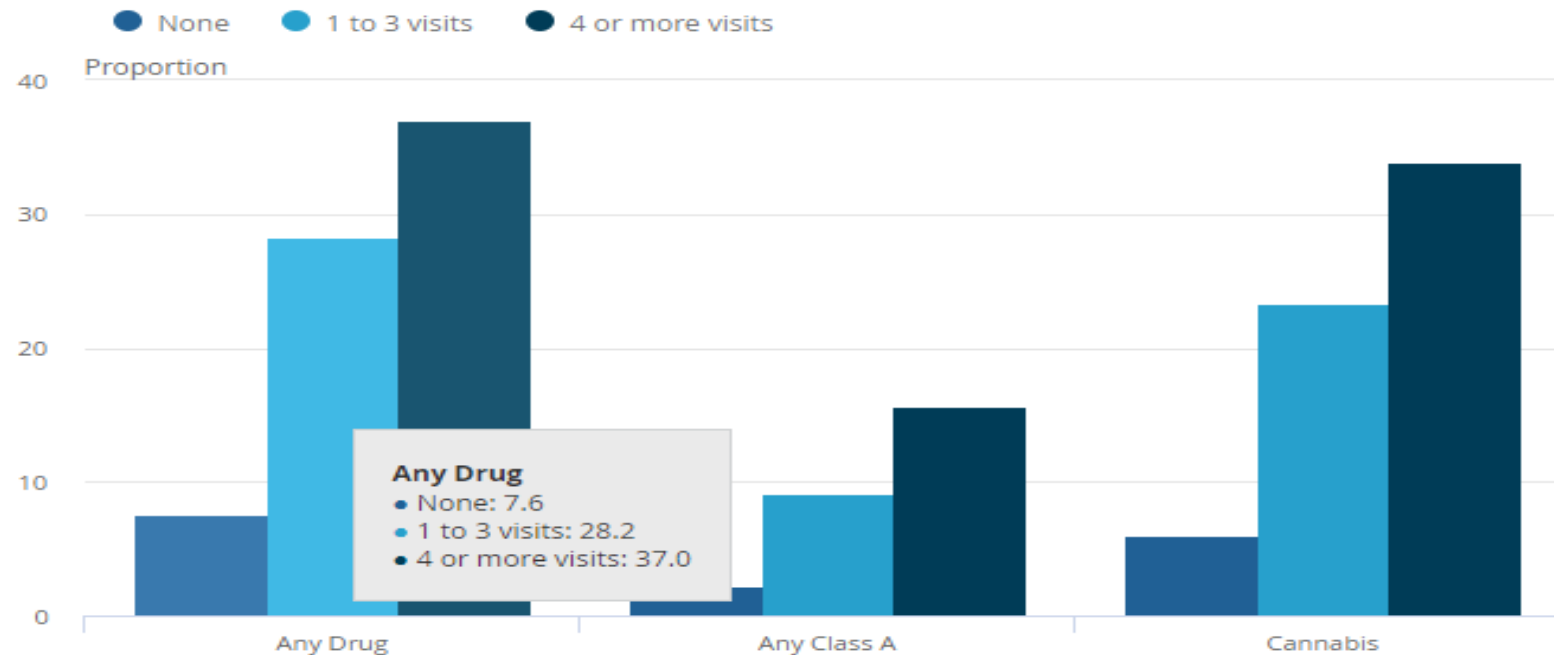 None 1 to 3 visits 4 or more visits
Proportion
40
30
20
10
0
Any Drug
• None: 7.6
• 1 to 3 visits: 28.2
• 4 or more visits: 37.0
Any Drug Any Class A Cannabis